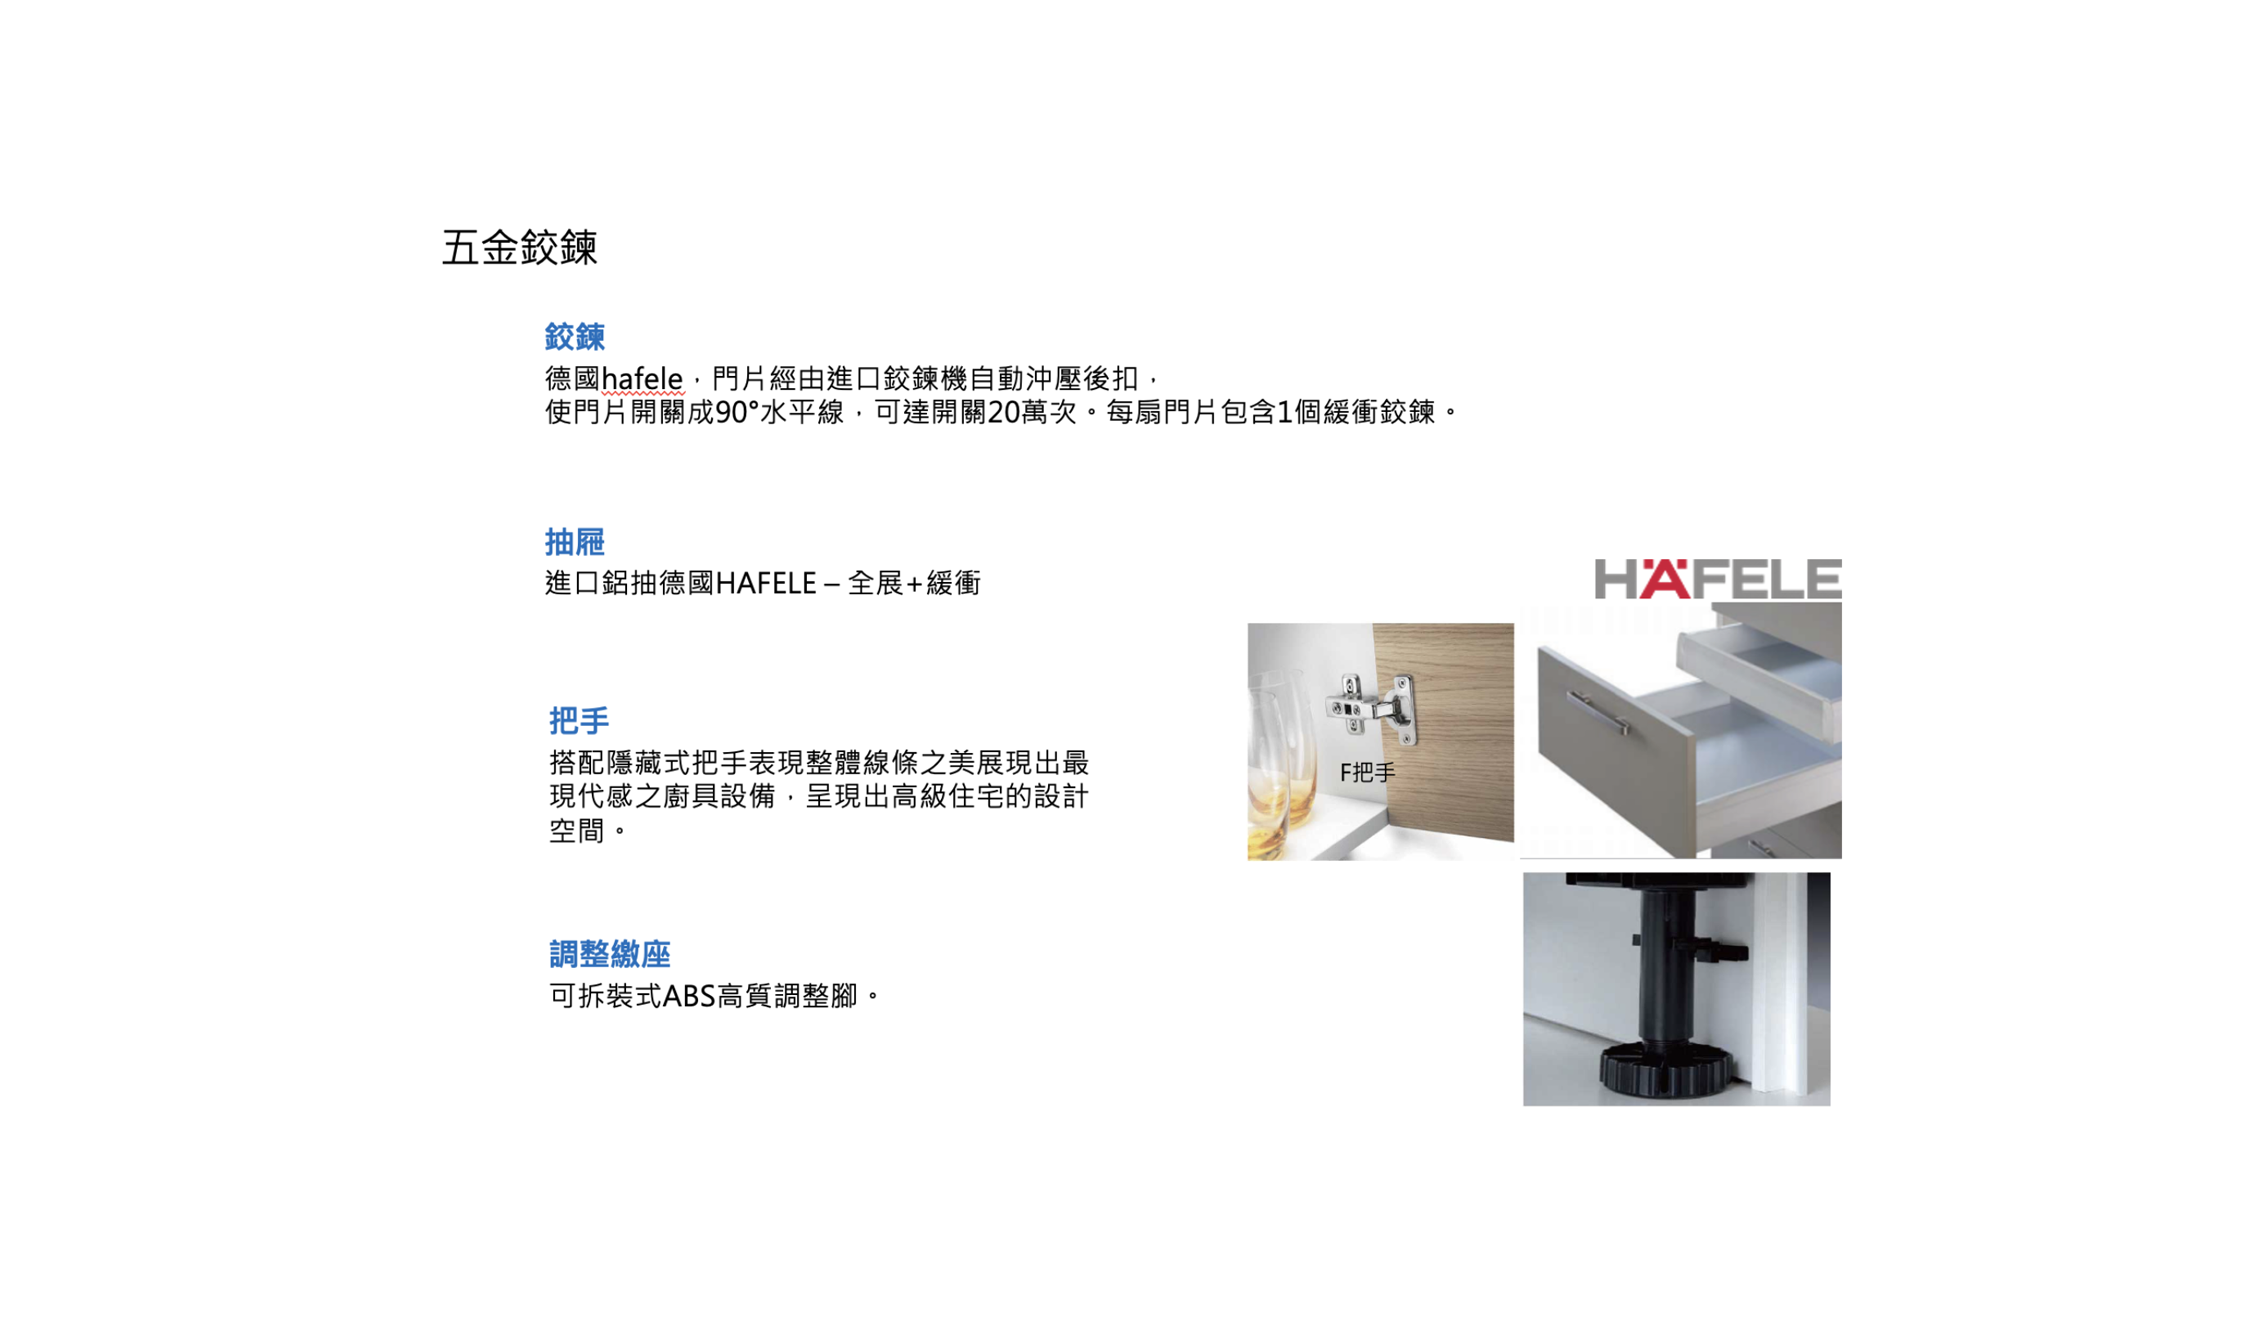 五金鉸鍊
鉸鍊
德國hafele，門片經由進口鉸鍊機自動沖壓後扣，
使門片開關成90°水平線，可達開關20萬次。每扇門片包含1個緩衝鉸鍊。
抽屜
進口鋁抽德國HAFELE – 全展+緩衝
把手
搭配隱藏式把手表現整體線條之美展現出最
現代感之廚具設備，呈現出高級住宅的設計
空間。
調整繳座
可拆裝式ABS高質調整腳。
HÄFELE
F把手